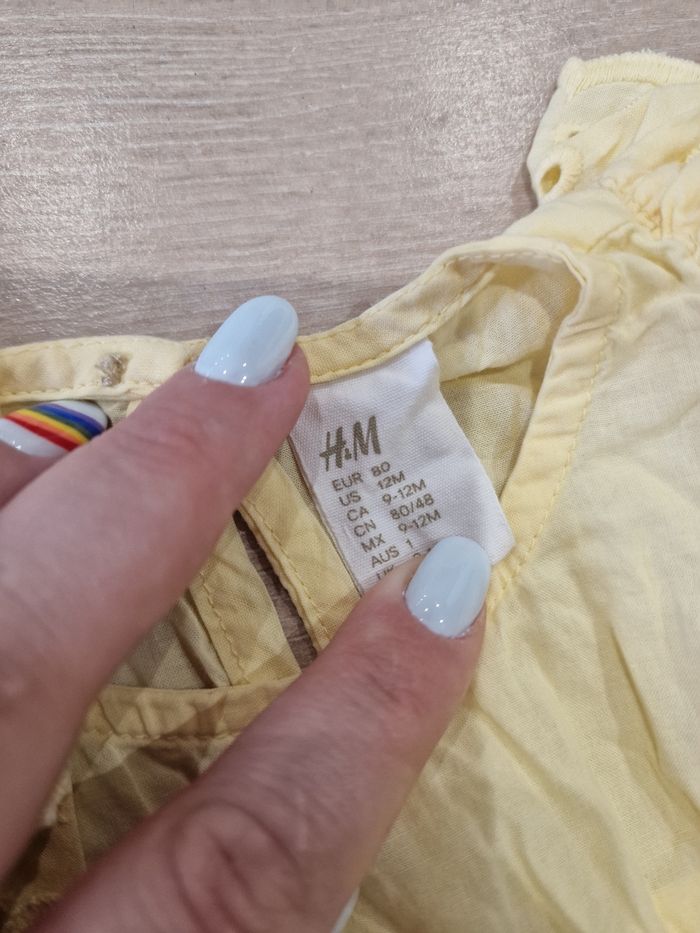 H&M
EUR 80
US 12M
CA 9-12M
CN 80/48
MX 9-12M
AUS 1